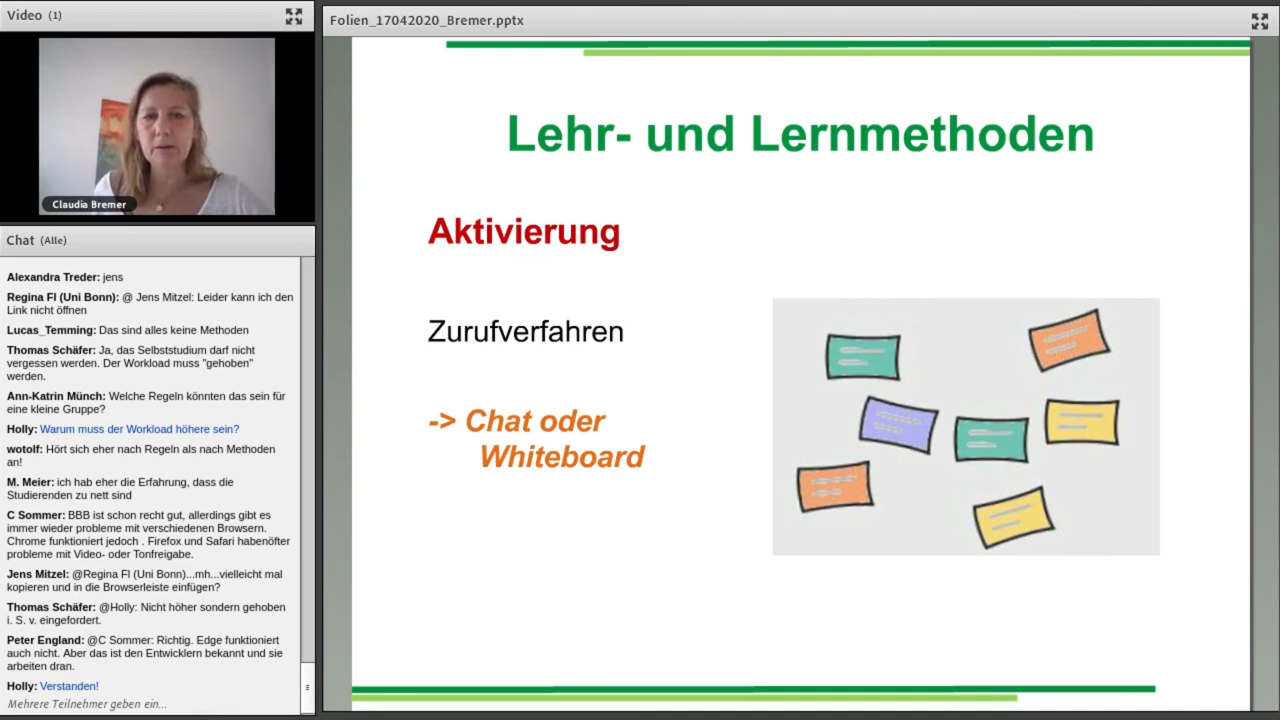 Video (1)
Claudia Bremer
Chat (Alle)
Alexandra Treder: jens
Regina Fl (Uni Bonn): @ Jens Mitzel: Leider kann ich den
Link nicht öffnen
Lucas_Temming: Das sind alles keine Methoden
Thomas Schäfer: Ja, das Selbststudium darf nicht
vergessen werden. Der Workload muss "gehoben"
werden.
Ann-Katrin Münch: Welche Regeln könnten das sein für
eine kleine Gruppe?
Holly: Warum muss der Workload höhere sein?
wotolf: Hört sich eher nach Regeln als nach Methoden
an!
M. Meier: ich hab eher die Erfahrung, dass die
Studierenden zu nett sind
C Sommer: BBB ist schon recht gut, allerdings gibt es
immer wieder probleme mit verschiedenen Browsern.
Chrome funktioniert jedoch . Firefox und Safari habenöfter
probleme mit Video- oder Tonfreigabe.
Jens Mitzel: @Regina Fl (Uni Bonn)...mh...vielleicht mal
kopieren und in die Browserleiste einfügen?
Thomas Schäfer: @Holly: Nicht höher sondern gehoben
i. S. v. eingefordert.
Peter England: @C Sommer: Richtig. Edge funktioniert
auch nicht. Aber das ist den Entwicklern bekannt und sie
arbeiten dran.
Holly: Verstanden!
Mehrere Teilnehmer geben ein...
Folien_17042020_Bremer.pptx
Lehr- und Lernmethoden
Aktivierung
Zurufverfahren
-> Chat oder
Whiteboard